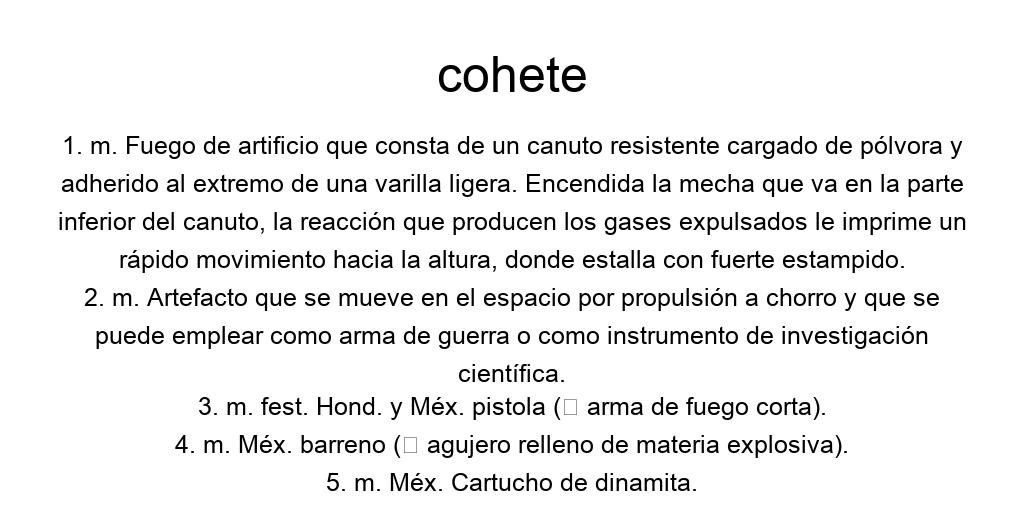 cohete
1. m. Fuego de artificio que consta de un canuto resistente cargado de pólvora y
adherido al extremo de una varilla ligera. Encendida la mecha que va en la parte
inferior del canuto, la reacción que producen los gases expulsados le imprime un
rápido movimiento hacia la altura, donde estalla con fuerte estampido.
2. m. Artefacto que se mueve en el espacio por propulsión a chorro y que se
puede emplear como arma de guerra o como instrumento de investigación
científica.
3. m. fest. Hond. y Méx. pistola (□ arma de fuego corta).
4. m. Méx. barreno (□ agujero relleno de materia explosiva).
5. m. Méx. Cartucho de dinamita.